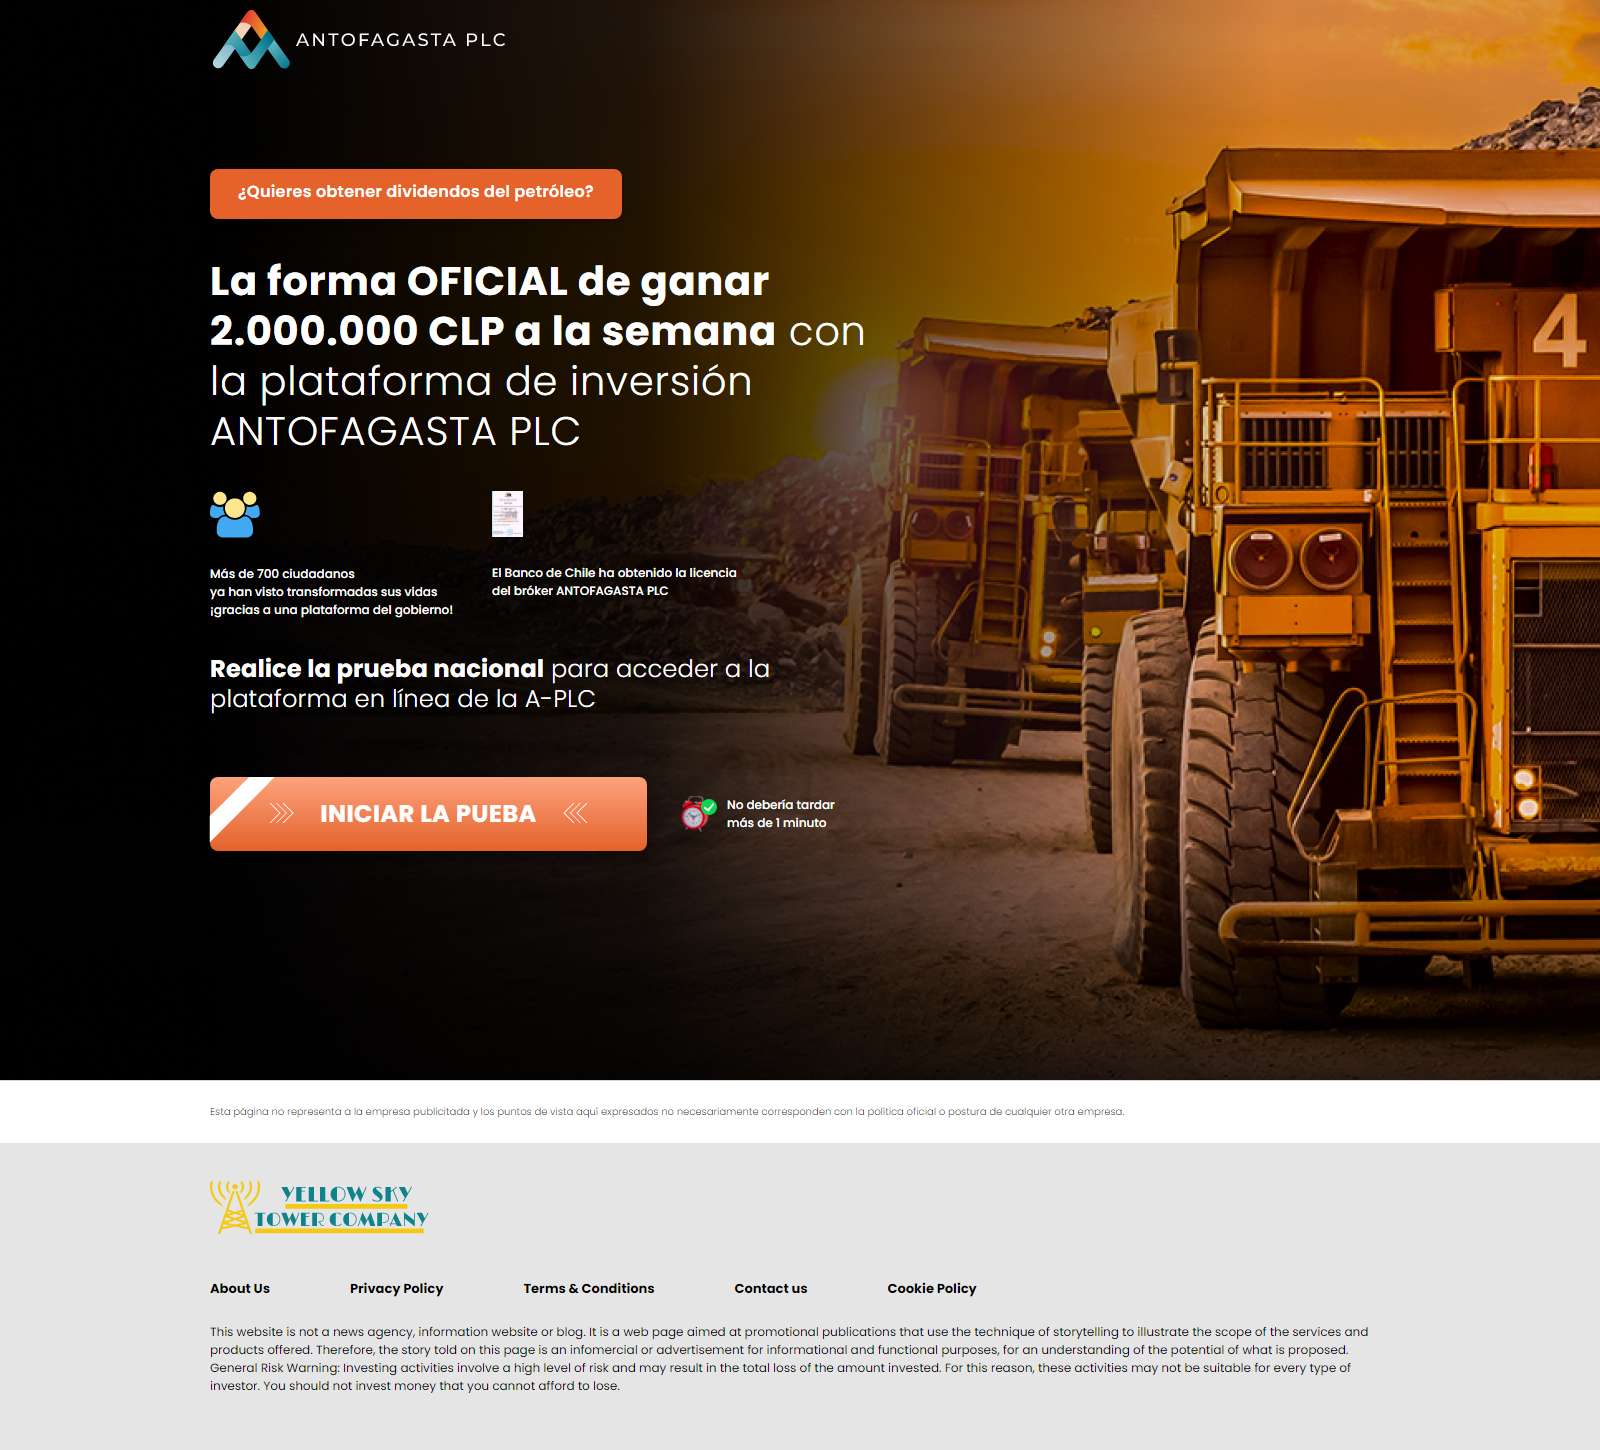 ANTOFAGASTA PLC
¿Quieres obtener dividendos del petróleo?
La forma OFICIAL de ganar
2.000.000 CLP a la semana con
la plataforma de inversión
ANTOFAGASTA PLC
Más de 700 ciudadanos
ya han visto transformadas sus vidas
¡gracias a una plataforma del gobierno!
El Banco de Chile ha obtenido la licencia
del bróker ANTOFAGASTA PLC
Realice la prueba nacional para acceder a la
plataforma en línea de la A-PLC
INICIAR LA PUEBA
No debería tardar
más de 1 minuto
4
Esta página no representa a la empresa publicitada y los puntos de vista aquí expresados no necesariamente corresponden con la política oficial o postura de cualquier otra empresa.
YELLOW SKY
TOWER COMPANY
About Us Privacy Policy Terms & Conditions Contact us Cookie Policy
This website is not a news agency, information website or blog. It is a web page aimed at promotional publications that use the technique of storytelling to illustrate the scope of the services and
products offered. Therefore, the story told on this page is an infomercial or advertisement for informational and functional purposes, for an understanding of the potential of what is proposed.
General Risk Warning: Investing activities involve a high level of risk and may result in the total loss of the amount invested. For this reason, these activities may not be suitable for every type of
investor. You should not invest money that you cannot afford to lose.